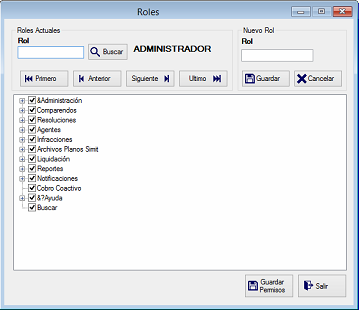 Roles
Roles Actuales
Rol
Buscar
ADMINISTRADOR
Primero
Anterior
Siguiente
Ultimo
Nuevo Rol
Rol
Guardar
Cancelar
&Administración
Comparendos
Resoluciones
Agentes
Infracciones
Archivos Planos Simit
Liquidación
Reportes
Notificaciones
Cobro Coactivo
&?Ayuda
Buscar
Guardar
Permisos
Salir